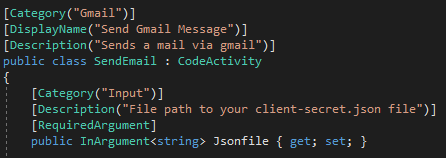 [Category("Gmail")]
[DisplayName("Send Gmail Message")]
[Description("Sends a mail via gmail")]
public class SendEmail : CodeActivity
{
[Category("Input")]
[Description("File path to your client-secret.json file")]
[RequiredArgument]
public InArgument<string> Jsonfile { get; set; }